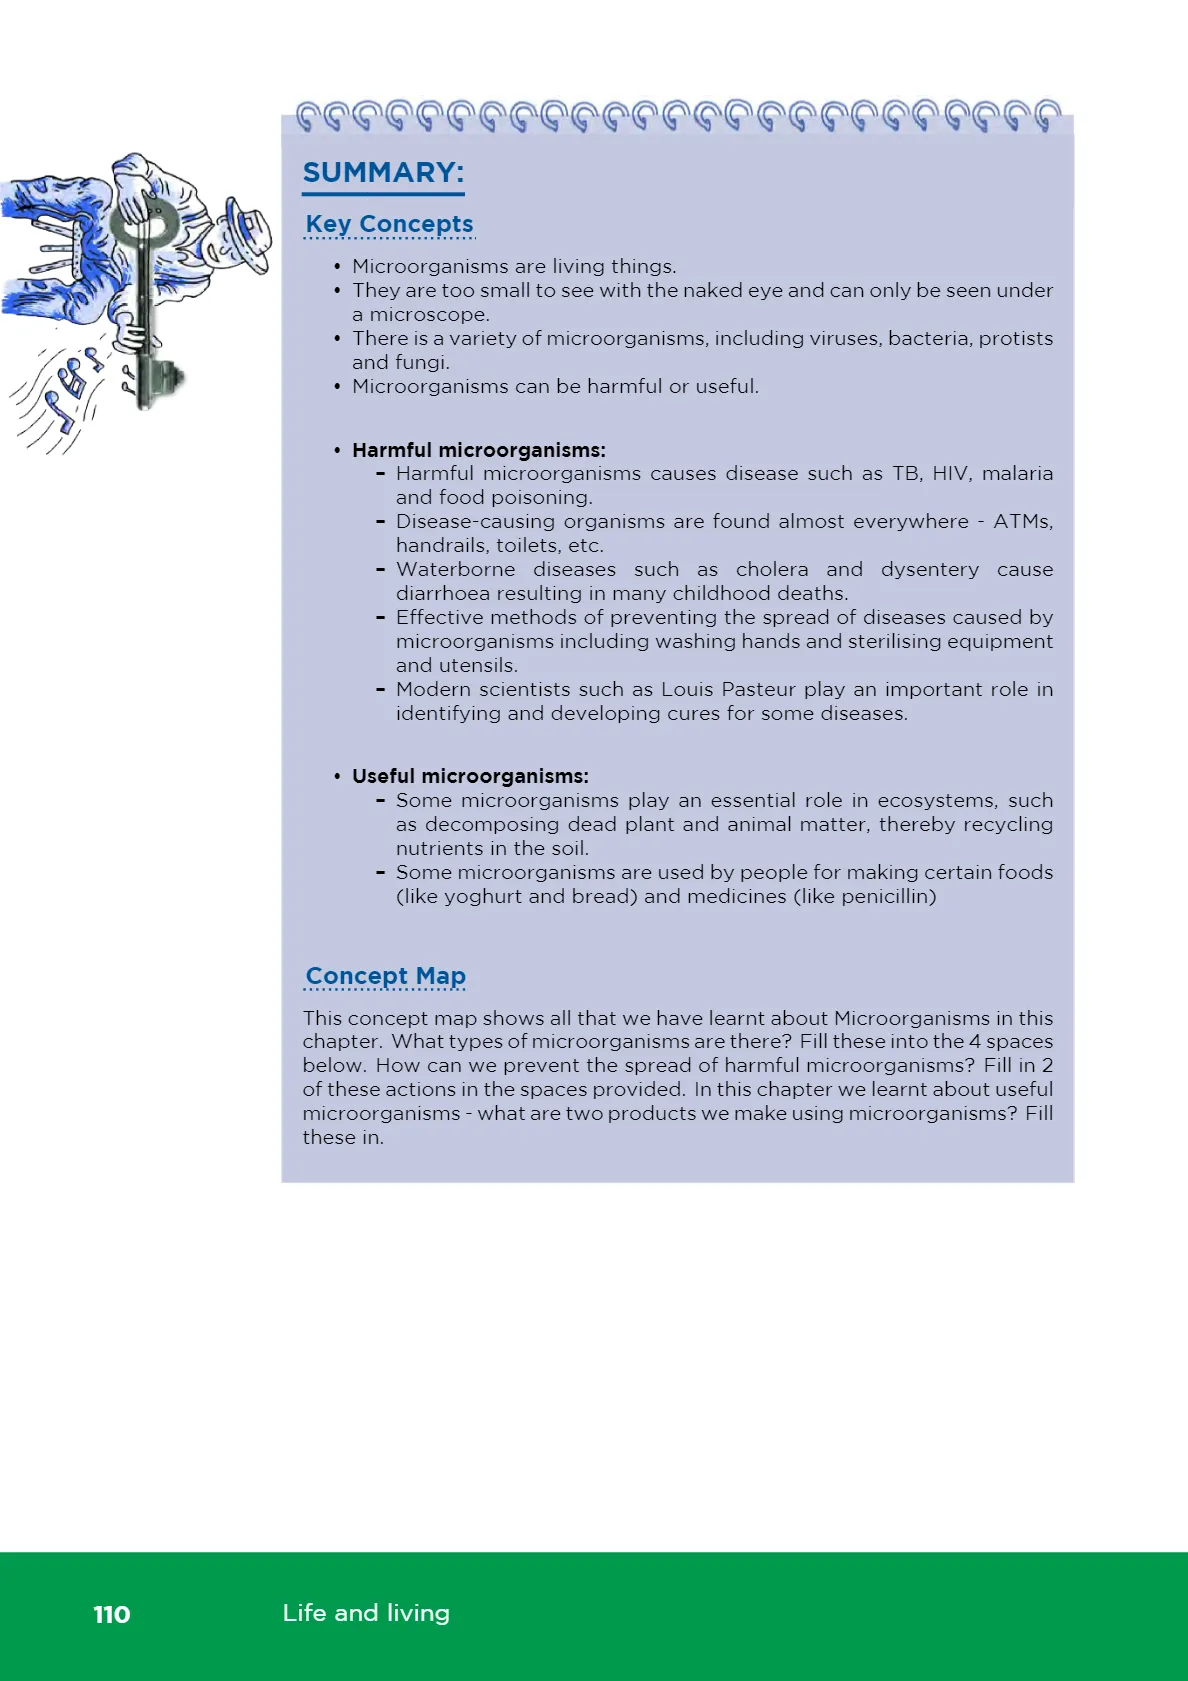 SUMMARY:
Key Concepts
• Microorganisms are living things.
• They are too small to see with the naked eye and can only be seen under
a microscope.
• There is a variety of microorganisms, including viruses, bacteria, protists
and fungi.
• Microorganisms can be harmful or useful.
• Harmful microorganisms:
– Harmful microorganisms causes disease such as TB, HIV, malaria
and food poisoning.
– Disease-causing organisms are found almost everywhere - ATMs,
handrails, toilets, etc.
– Waterborne diseases such as cholera and dysentery cause
diarrhoea resulting in many childhood deaths.
– Effective methods of preventing the spread of diseases caused by
microorganisms including washing hands and sterilising equipment
and utensils.
– Modern scientists such as Louis Pasteur play an important role in
identifying and developing cures for some diseases.
• Useful microorganisms:
– Some microorganisms play an essential role in ecosystems, such
as decomposing dead plant and animal matter, thereby recycling
nutrients in the soil.
– Some microorganisms are used by people for making certain foods
(like yoghurt and bread) and medicines (like penicillin)
Concept Map
This concept map shows all that we have learnt about Microorganisms in this
chapter. What types of microorganisms are there? Fill these into the 4 spaces
below. How can we prevent the spread of harmful microorganisms? Fill in 2
of these actions in the spaces provided. In this chapter we learnt about useful
microorganisms - what are two products we make using microorganisms? Fill
these in.
110 Life and living